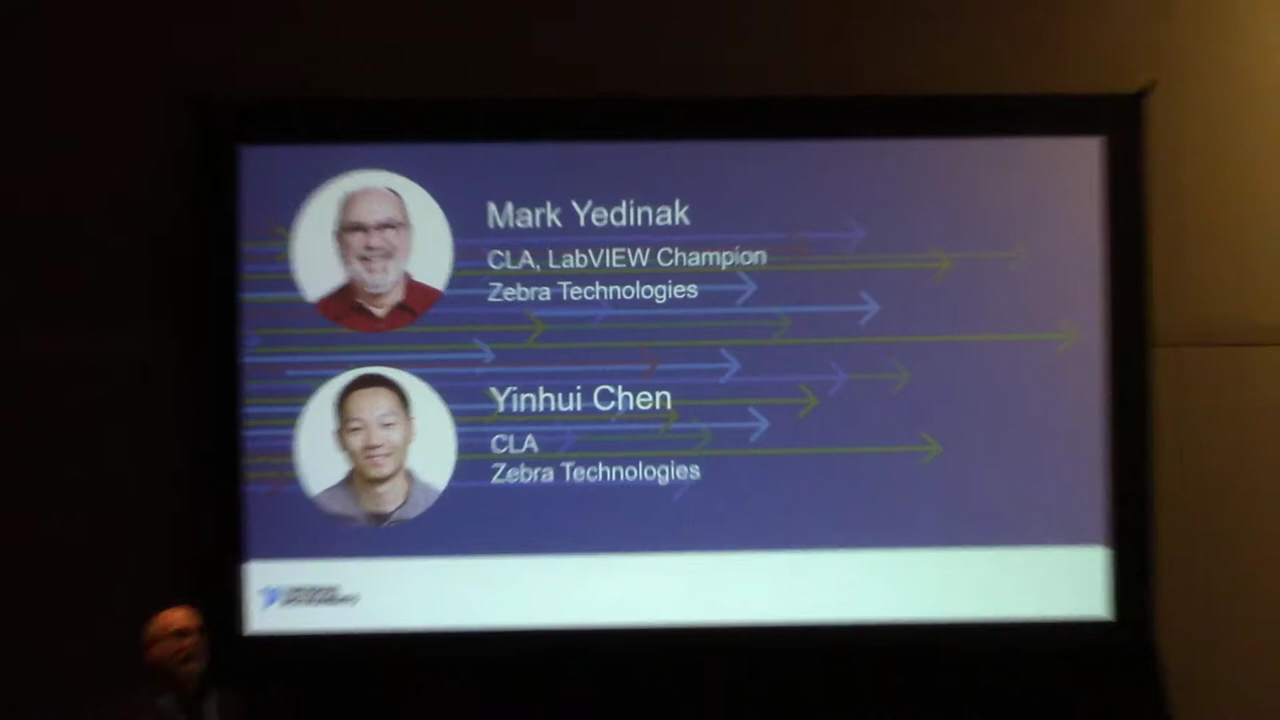 Mark Yedinak
CLA, LabVIEW Champion
Zebra Technologies
Yinhui Chen
CLA
Zebra Technologies